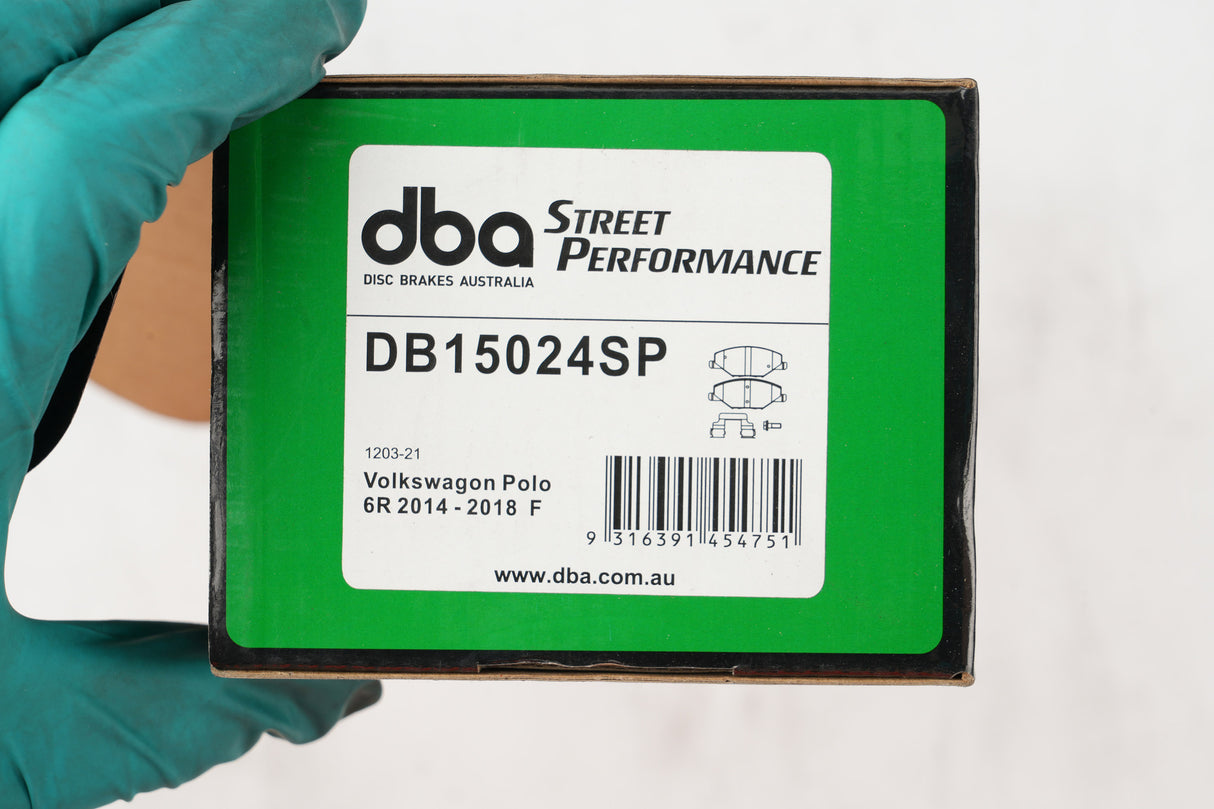 dba
DISC BRAKES AUSTRALIA
STREET
PERFORMANCE
DB15024SP
1203-21
Volkswagon Polo
6R 2014 - 2018 F
9 316391 454751
www.dba.com.au